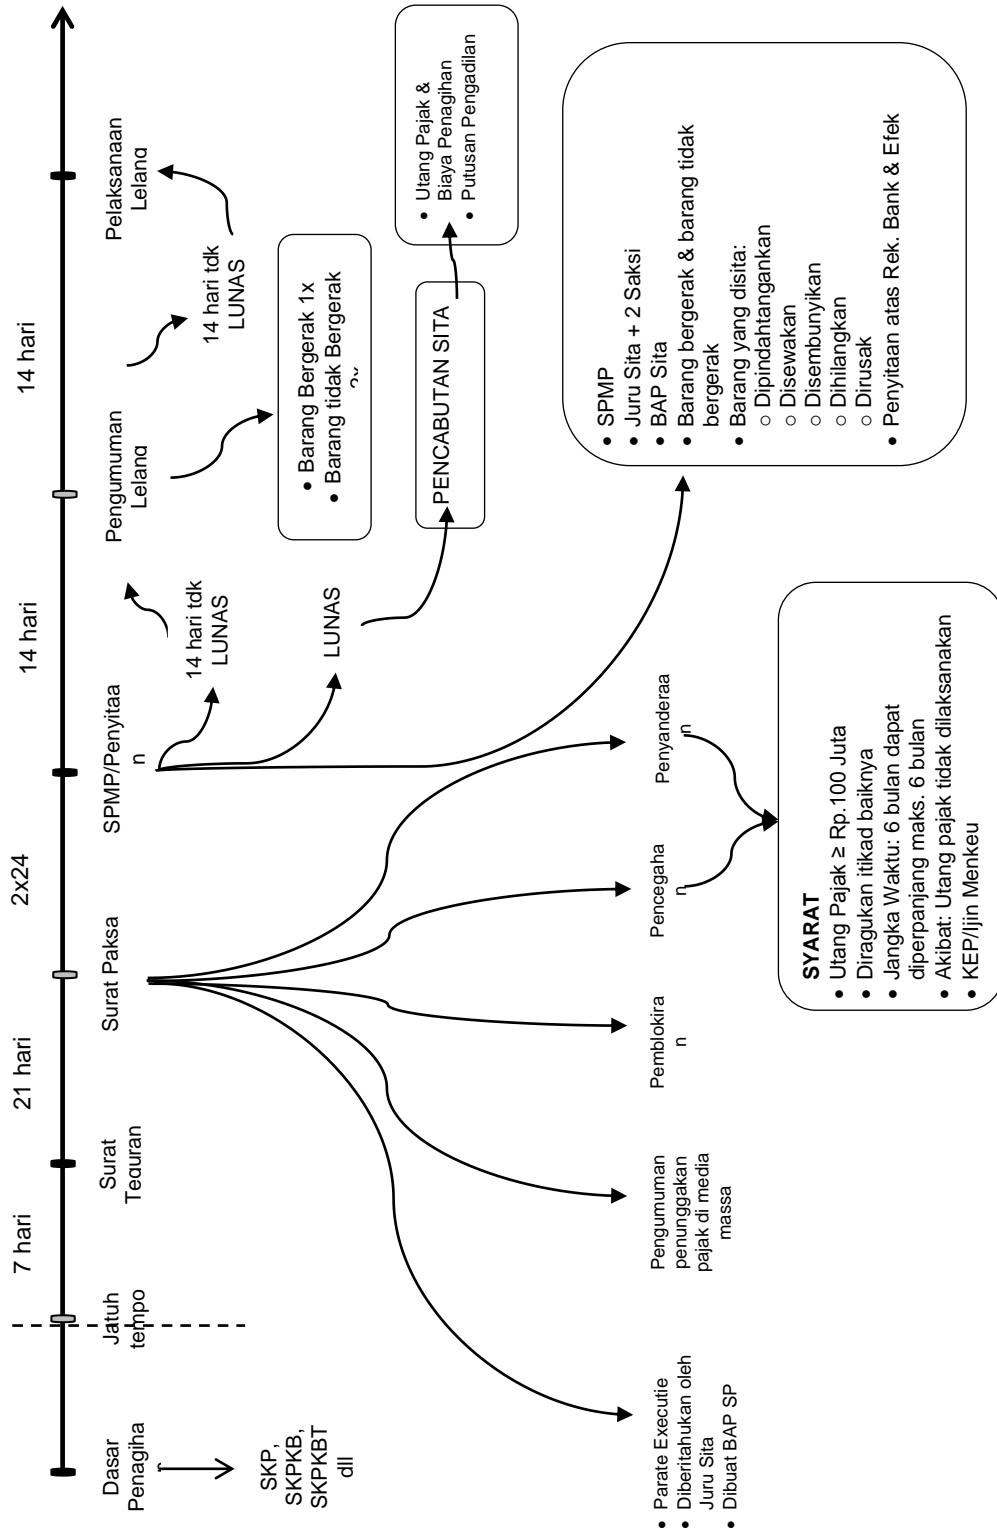 7 hari
21 hari
2x24
14 hari
14 hari
Dasar
Penagiha
Jatuh
tempo
Surat
Teguran
Surat Paksa
SPMP/Penyitaa
n
Pengumuman
Lelang
Pelaksanaan
Lelang
SKP,
SKPKB,
SKPKBT
dll
14 hari tdk
LUNAS
14 hari tdk
LUNAS
LUNAS
• Barang Bergerak 1x
• Barang tidak Bergerak
2x
PENCABUTAN SITA
• Utang Pajak &
Biaya Penagihan
• Putusan Pengadilan
• Parate Executie
• Diberitahukan oleh
Juru Sita
• Dibuat BAP SP
Pengumuman
penunggakan
pajak di media
massa
Pemblokira
n
Pencegaha
n
Penyanderaa
n
• SPMP
• Juru Sita + 2 Saksi
• BAP Sita
• Barang bergerak & barang tidak
bergerak
• Barang yang disita:
○ Dipindahtangankan
○ Disewakan
○ Disembunyikan
○ Dihilangkan
○ Dirusak
• Penyitaan atas Rek. Bank & Efek
SYARAT
• Utang Pajak ≥ Rp.100 Juta
• Diragukan itikad baiknya
• Jangka Waktu: 6 bulan dapat
diperpanjang maks. 6 bulan
• Akibat: Utang pajak tidak dilaksanakan
• KEP/Ijin Menkeu